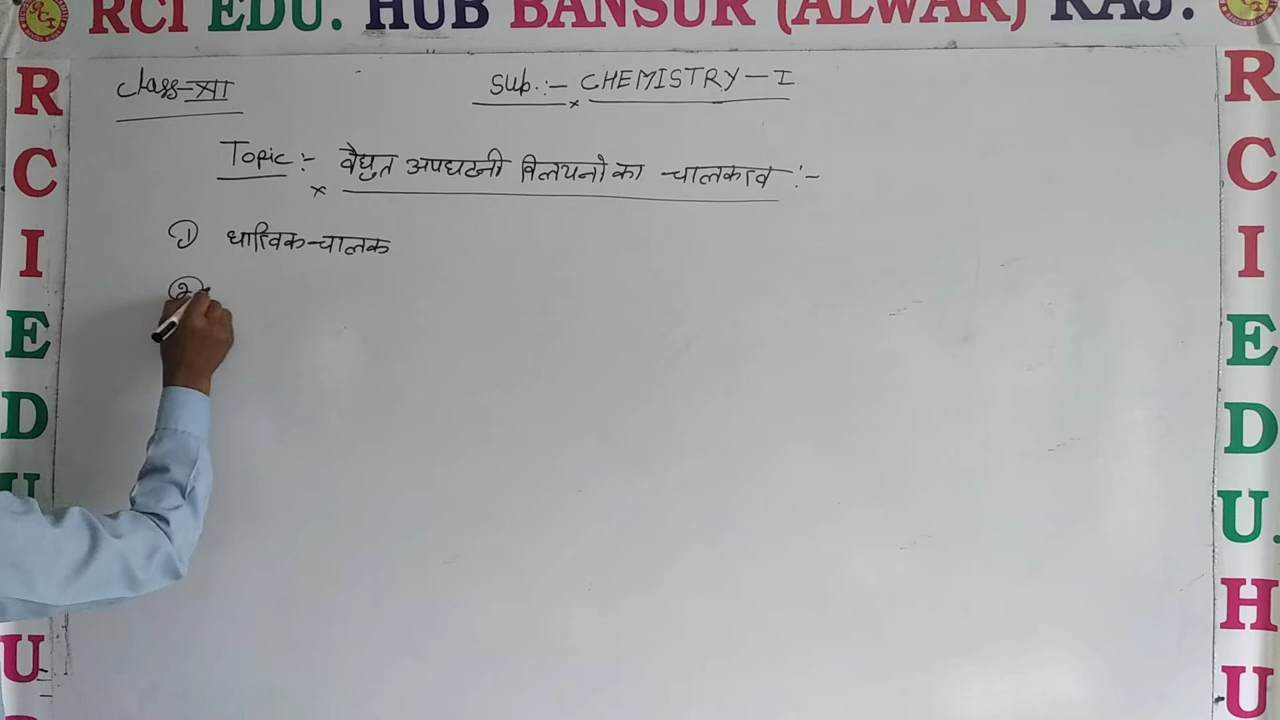 RCI EDU. HUB BANSUR (ALWAR) RAJ.
Class-XII
Sub.:- CHEMISTRY-I
Topic:- वैधुत अपघटनी विलयनो का चालकत्व :-
① धात्विक-चालक
②
R
C
I
E
D
U
U
R
C
I
E
D
U.
H
U